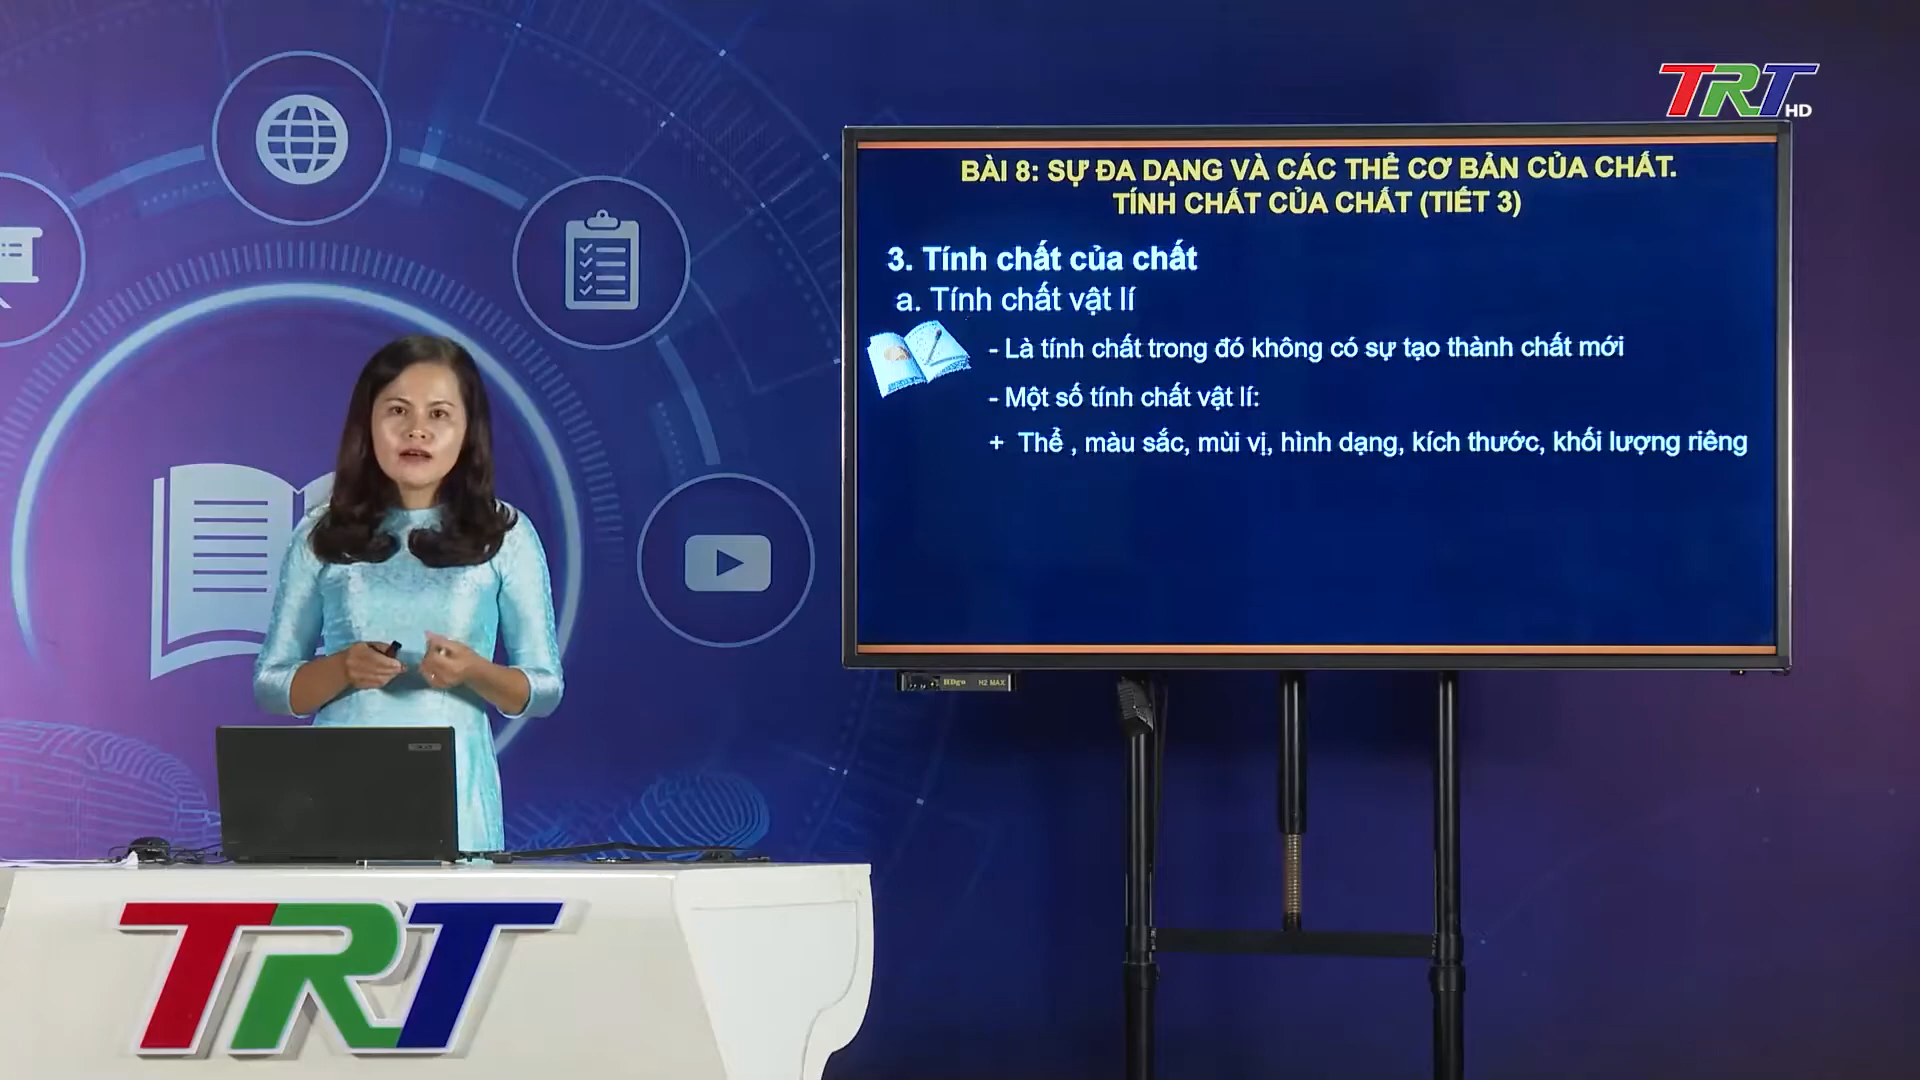 TRT HD
BÀI 8: SỰ ĐA DẠNG VÀ CÁC THỂ CƠ BẢN CỦA CHẤT.
TÍNH CHẤT CỦA CHẤT (TIẾT 3)
3. Tính chất của chất
a. Tính chất vật lí
- Là tính chất trong đó không có sự tạo thành chất mới
- Một số tính chất vật lí:
+ Thể , màu sắc, mùi vị, hình dạng, kích thước, khối lượng riêng
HDgo H2 MAX
TRT